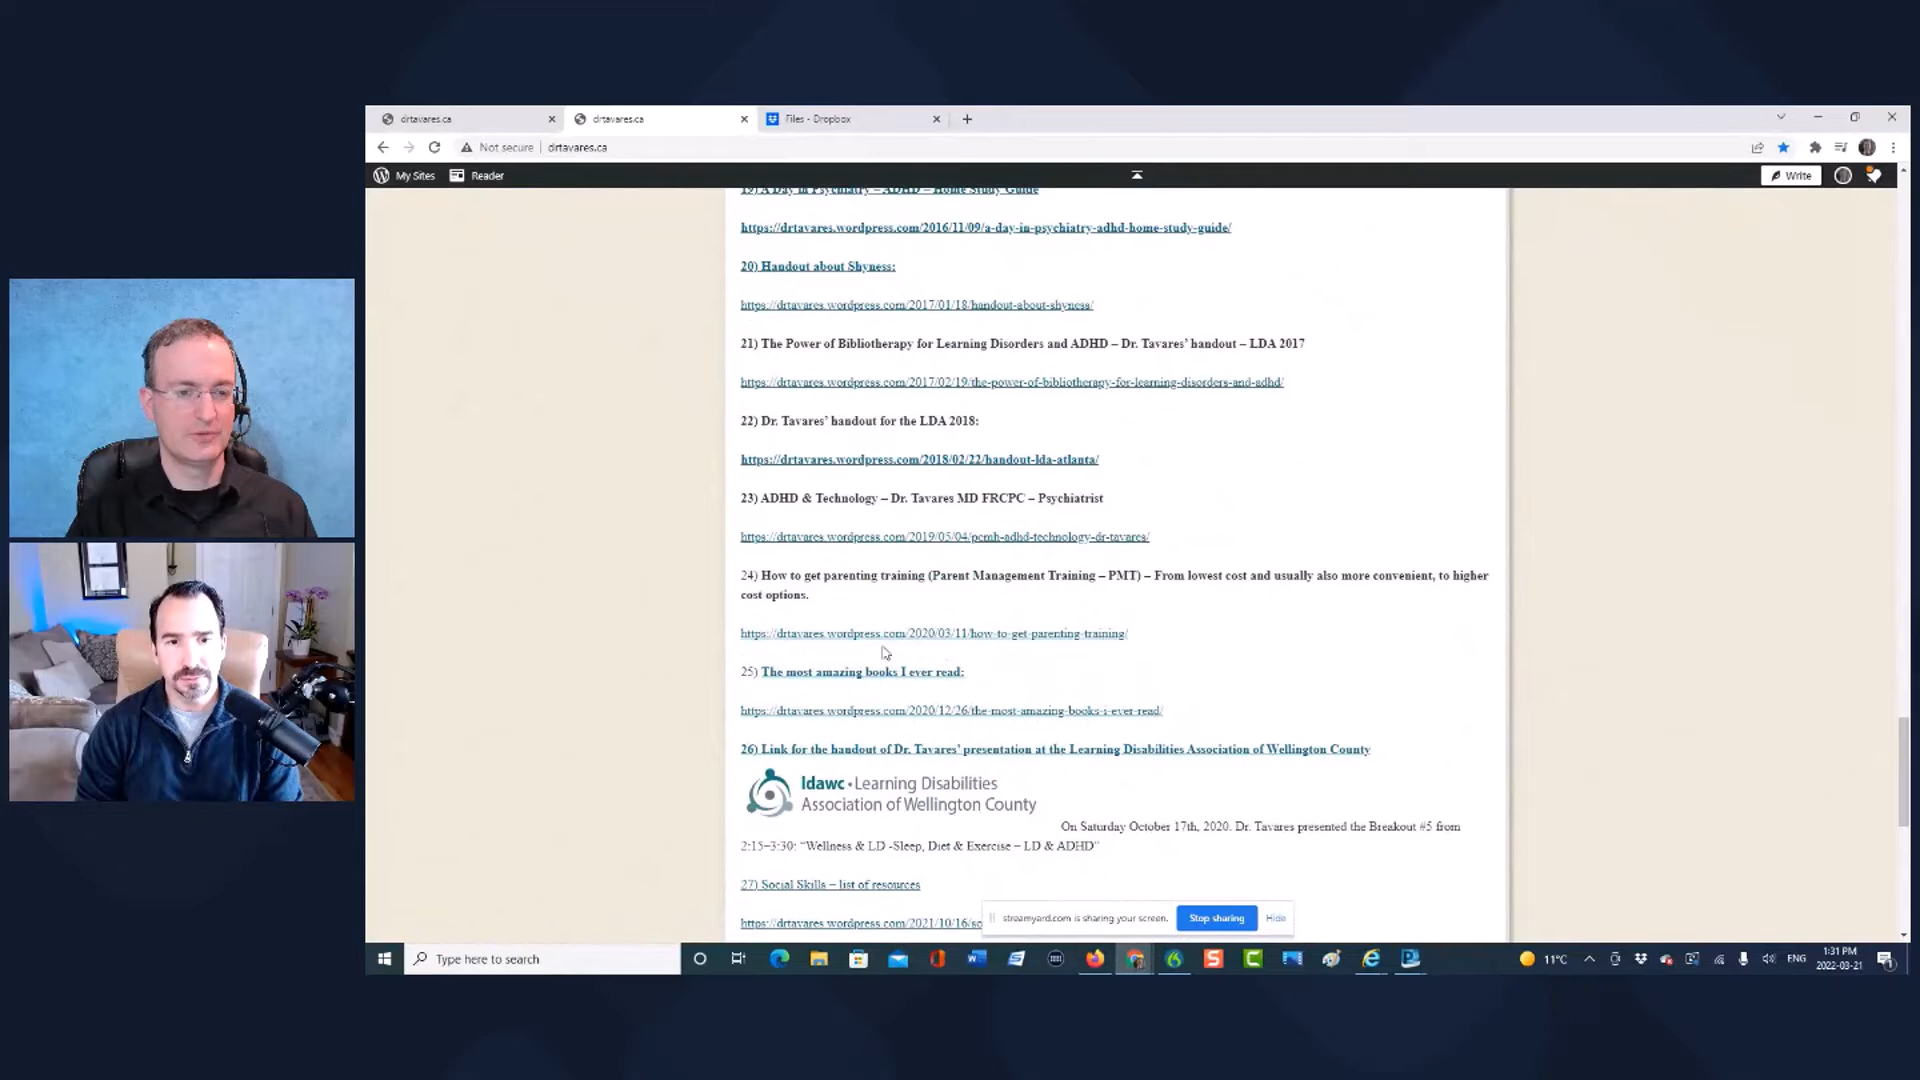 drtavares.ca
drtavares.ca
Files - Dropbox
Not secure
drtavares.ca
My Sites
Reader
Write
19) A Day in Psychiatry – ADHD – Home Study Guide
https://drtavares.wordpress.com/2016/11/09/a-day-in-psychiatry-adhd-home-study-guide/
20) Handout about Shyness:
https://drtavares.wordpress.com/2017/01/18/handout-about-shyness/
21) The Power of Bibliotherapy for Learning Disorders and ADHD – Dr. Tavares’ handout – LDA 2017
https://drtavares.wordpress.com/2017/02/19/the-power-of-bibliotherapy-for-learning-disorders-and-adhd/
22) Dr. Tavares’ handout for the LDA 2018:
https://drtavares.wordpress.com/2018/02/22/handout-lda-atlanta/
23) ADHD & Technology – Dr. Tavares MD FRCPC – Psychiatrist
https://drtavares.wordpress.com/2019/05/04/pcmh-adhd-technology-dr-tavares/
24) How to get parenting training (Parent Management Training – PMT) – From lowest cost and usually also more convenient, to higher
cost options.
https://drtavares.wordpress.com/2020/03/11/how-to-get-parenting-training/
25) The most amazing books I ever read:
https://drtavares.wordpress.com/2020/12/26/the-most-amazing-books-i-ever-read/
26) Link for the handout of Dr. Tavares’ presentation at the Learning Disabilities Association of Wellington County
ldawc • Learning Disabilities
Association of Wellington County
On Saturday October 17th, 2020. Dr. Tavares presented the Breakout #5 from
2:15–3:30: “Wellness & LD -Sleep, Diet & Exercise – LD & ADHD”
27) Social Skills – list of resources
https://drtavares.wordpress.com/2021/10/16/so
streamyard.com is sharing your screen.
Stop sharing
Hide
Type here to search
11°C
ENG
1:31 PM
2022-03-21